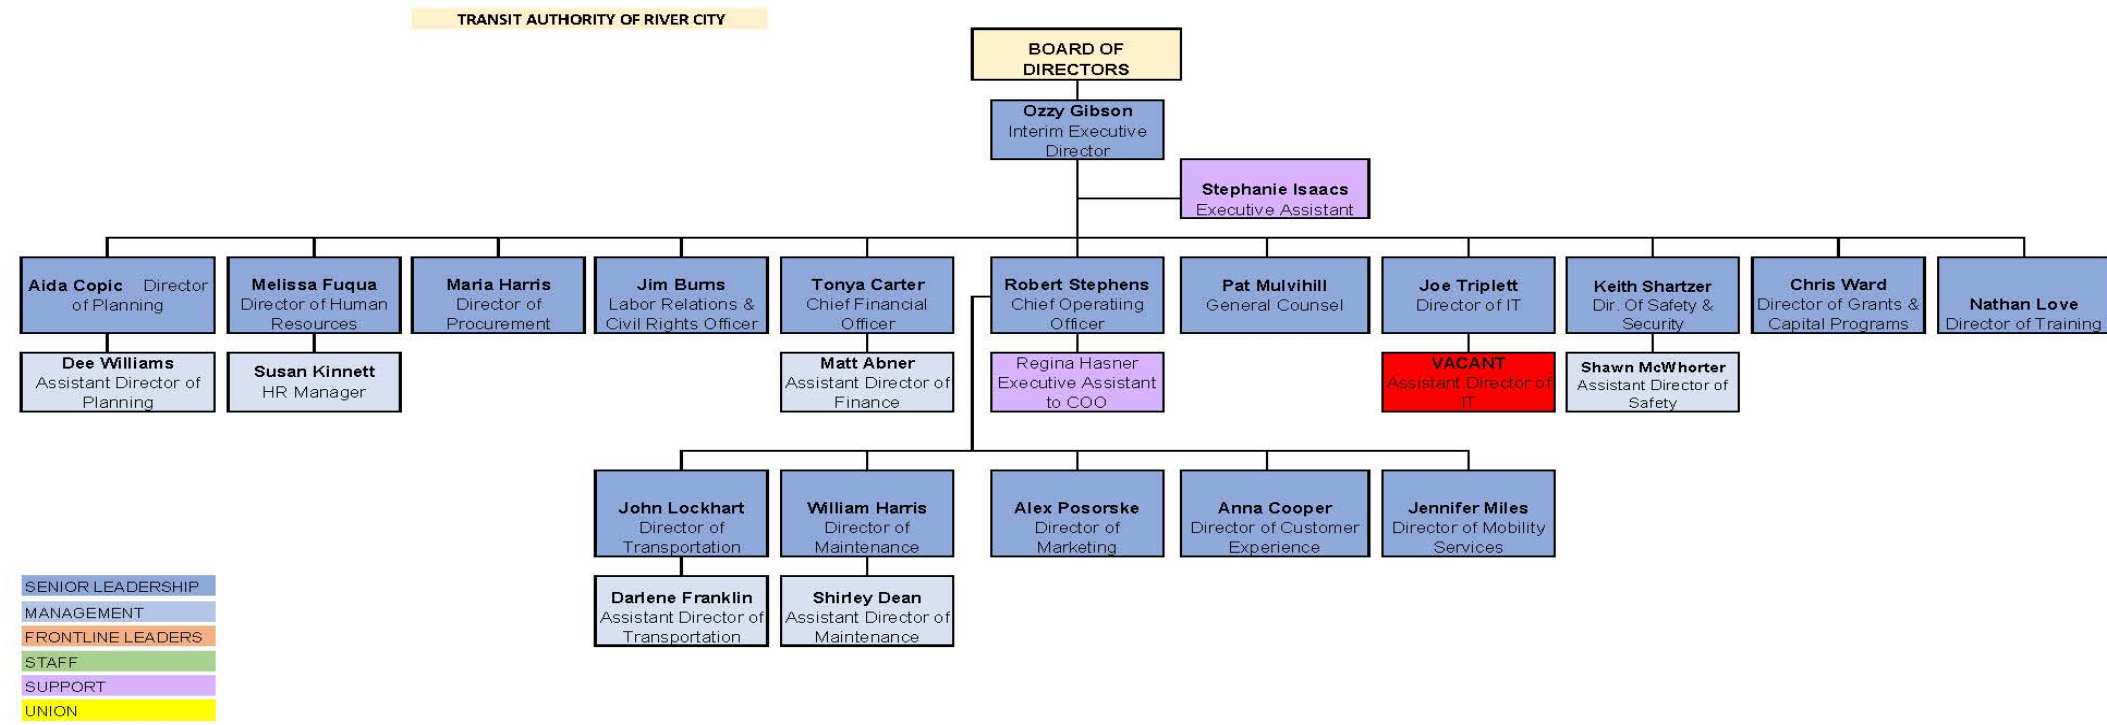 TRANSIT AUTHORITY OF RIVER CITY
BOARD OF
DIRECTORS
Ozzy Gibson
Interim Executive
Director
Stephanie Isaacs
Executive Assistant
Aida Copic Director
of Planning
Melissa Fuqua
Director of Human
Resources
Maria Harris
Director of
Procurement
Jim Burns
Labor Relations &
Civil Rights Officer
Tonya Carter
Chief Financial
Officer
Robert Stephens
Chief Operatiing
Officer
Pat Mulvihill
General Counsel
Joe Triplett
Director of IT
Keith Shartzer
Dir. Of Safety &
Security
Chris Ward
Director of Grants &
Capital Programs
Nathan Love
Director of Training
Dee Williams
Assistant Director of
Planning
Susan Kinnett
HR Manager
Matt Abner
Assistant Director of
Finance
Regina Hasner
Executive Assistant
to COO
VACANT
Assistant Director of
IT
Shawn McWhorter
Assistant Director of
Safety
John Lockhart
Director of
Transportation
William Harris
Director of
Maintenance
Alex Posorske
Director of
Marketing
Anna Cooper
Director of Customer
Experience
Jennifer Miles
Director of Mobility
Services
Darlene Franklin
Assistant Director of
Transportation
Shirley Dean
Assistant Director of
Maintenance
SENIOR LEADERSHIP
MANAGEMENT
FRONTLINE LEADERS
STAFF
SUPPORT
UNION